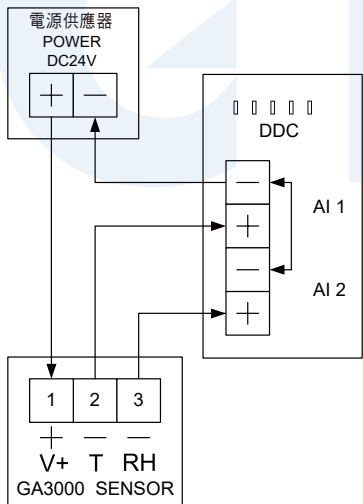 電源供應器
POWER
DC24V
+ −
DDC
−
+
AI 1
−
+
AI 2
1 2 3
+ − −
V+ T RH
GA3000 SENSOR